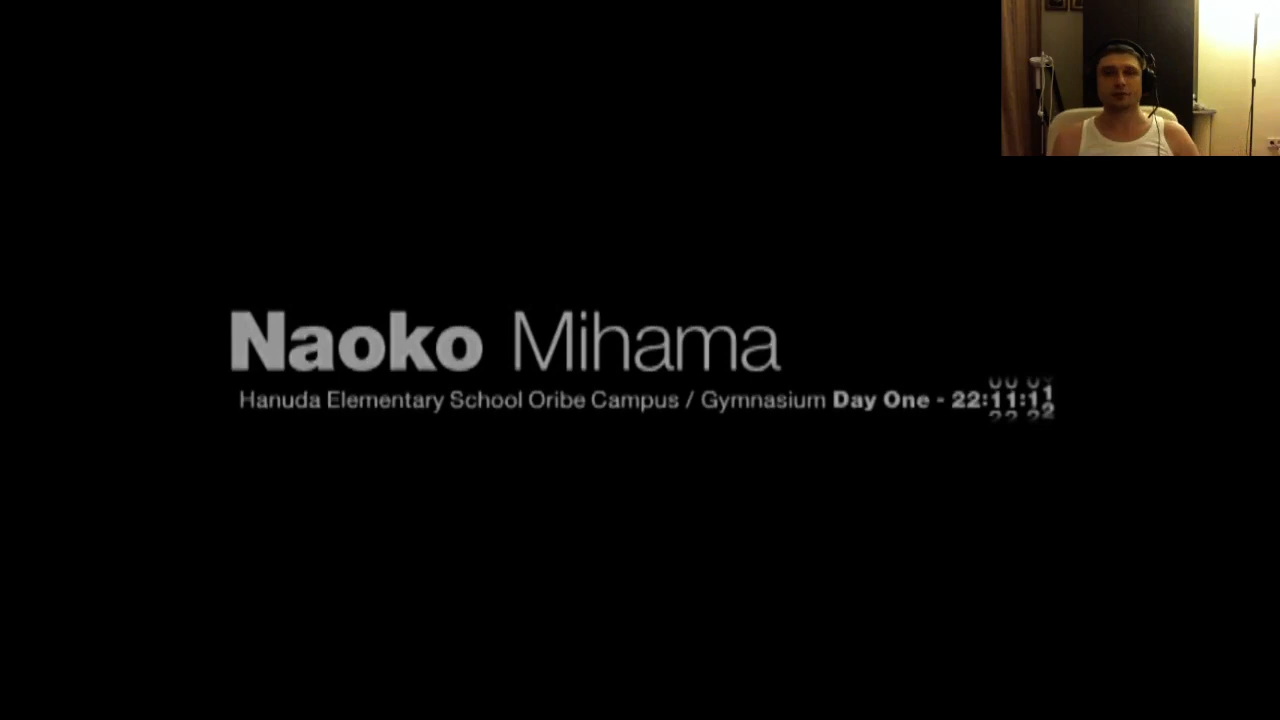 Naoko Mihama
Hanuda Elementary School Oribe Campus / Gymnasium Day One - 22:11:11